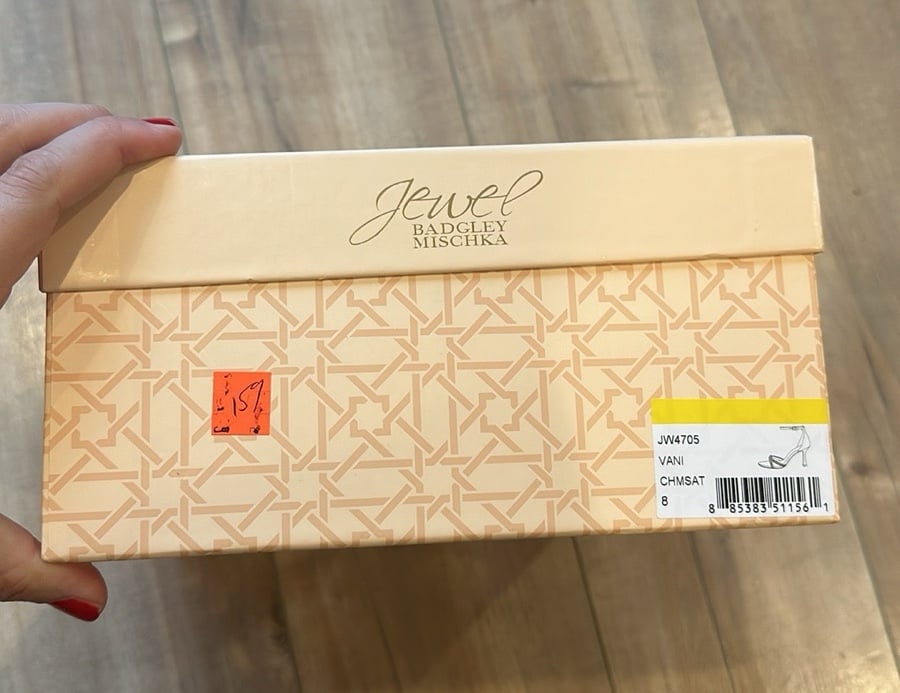 Jewel
BADGLEY
MISCHKA
JW4705
VANI
CHMSAT
8
8 85383 51156 1